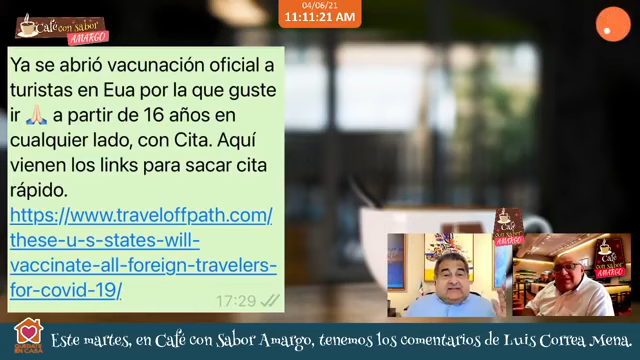 Café con sabor
AMARGO
04/06/21
11:11:21 AM
Ya se abrió vacunación oficial a
turistas en Eua por la que guste
ir 🙏🏻 a partir de 16 años en
cualquier lado, con Cita. Aquí
vienen los links para sacar cita
rápido.
https://www.traveloffpath.com/
these-u-s-states-will-
vaccinate-all-foreign-travelers-
for-covid-19/
17:29
Café con sabor
AMARGO
Café con sabor
AMARGO
QUÉDATE
EN CASA
Este martes, en Café con Sabor Amargo, tenemos los comentarios de Luis Correa Mena.